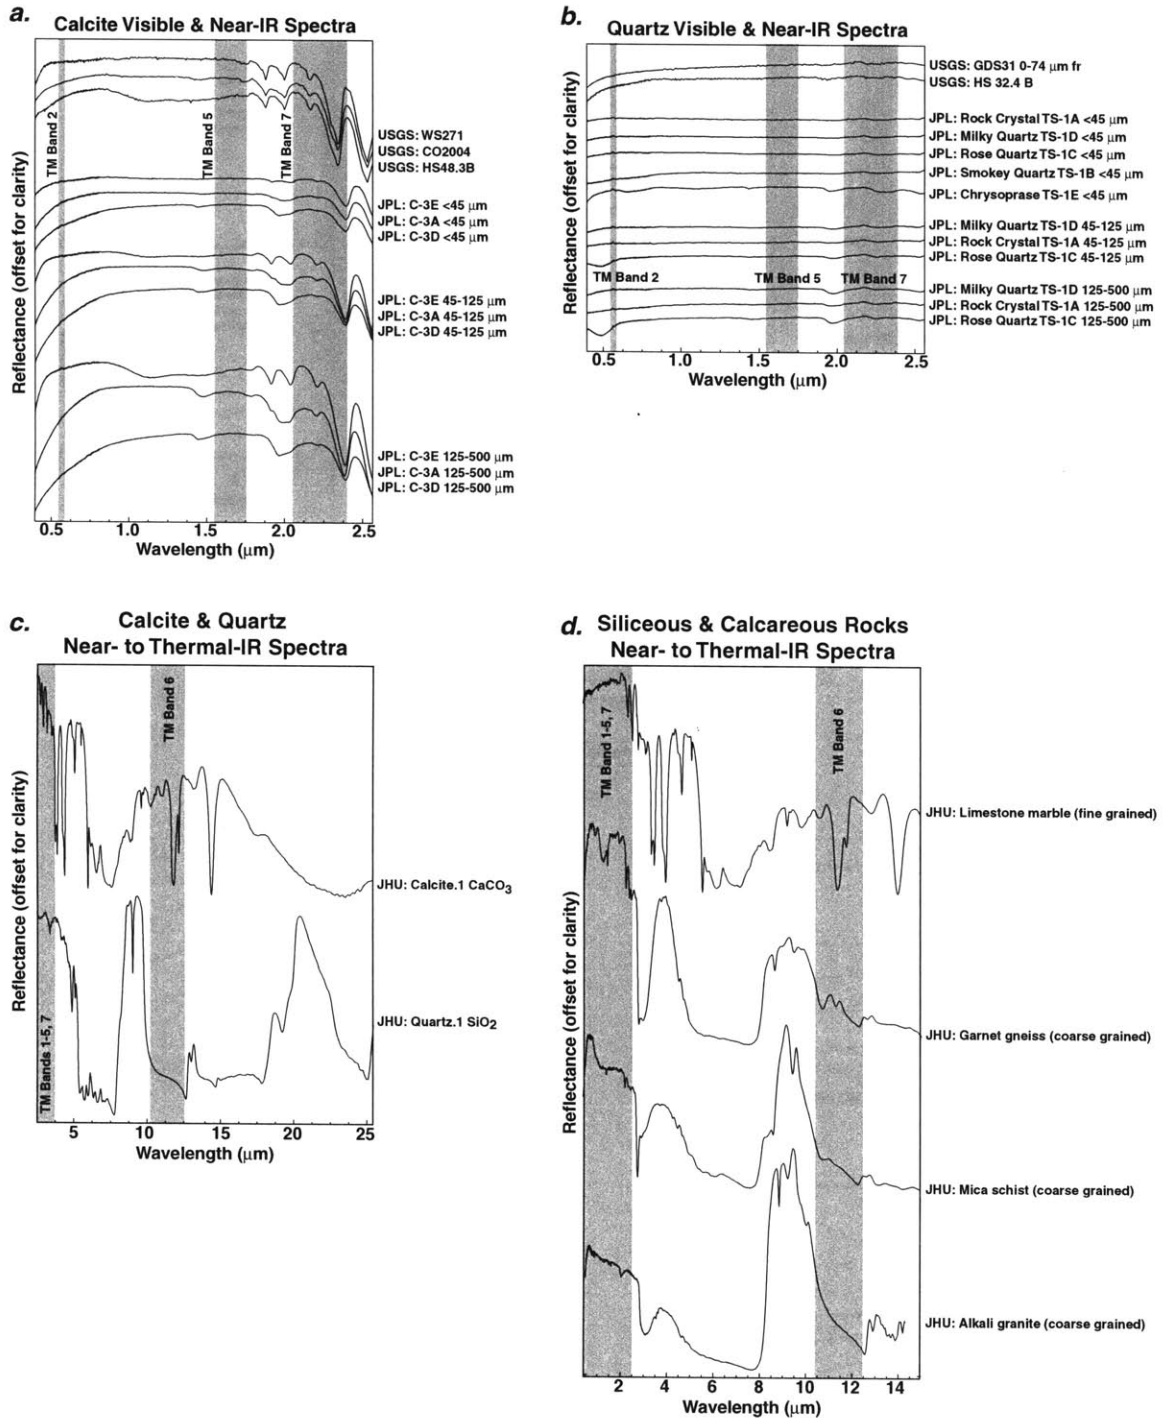 a.
Calcite Visible & Near-IR Spectra
Reflectance (offset for clarity)
TM Band 2
TM Band 5
TM Band 7
USGS: WS271
USGS: CO2004
USGS: HS48.3B
JPL: C-3E <45 μm
JPL: C-3A <45 μm
JPL: C-3D <45 μm
JPL: C-3E 45-125 μm
JPL: C-3A 45-125 μm
JPL: C-3D 45-125 μm
JPL: C-3E 125-500 μm
JPL: C-3A 125-500 μm
JPL: C-3D 125-500 μm
0.5 1.0 1.5 2.0 2.5
Wavelength (μm)
b.
Quartz Visible & Near-IR Spectra
Reflectance (offset for clarity)
USGS: GDS31 0-74 μm fr
USGS: HS 32.4 B
JPL: Rock Crystal TS-1A <45 μm
JPL: Milky Quartz TS-1D <45 μm
JPL: Rose Quartz TS-1C <45 μm
JPL: Smokey Quartz TS-1B <45 μm
JPL: Chrysoprase TS-1E <45 μm
JPL: Milky Quartz TS-1D 45-125 μm
JPL: Rock Crystal TS-1A 45-125 μm
JPL: Rose Quartz TS-1C 45-125 μm
TM Band 2 TM Band 5 TM Band 7
JPL: Milky Quartz TS-1D 125-500 μm
JPL: Rock Crystal TS-1A 125-500 μm
JPL: Rose Quartz TS-1C 125-500 μm
0.5 1.0 1.5 2.0 2.5
Wavelength (μm)
c.
Calcite & Quartz
Near- to Thermal-IR Spectra
Reflectance (offset for clarity)
TM Band 6
JHU: Calcite.1 CaCO3
JHU: Quartz.1 SiO2
TM Bands 1-5, 7
5 10 15 20 25
Wavelength (μm)
d.
Siliceous & Calcareous Rocks
Near- to Thermal-IR Spectra
Reflectance (offset for clarity)
TM Band 1-5, 7
TM Band 6
JHU: Limestone marble (fine grained)
JHU: Garnet gneiss (coarse grained)
JHU: Mica schist (coarse grained)
JHU: Alkali granite (coarse grained)
2 4 6 8 10 12 14
Wavelength (μm)